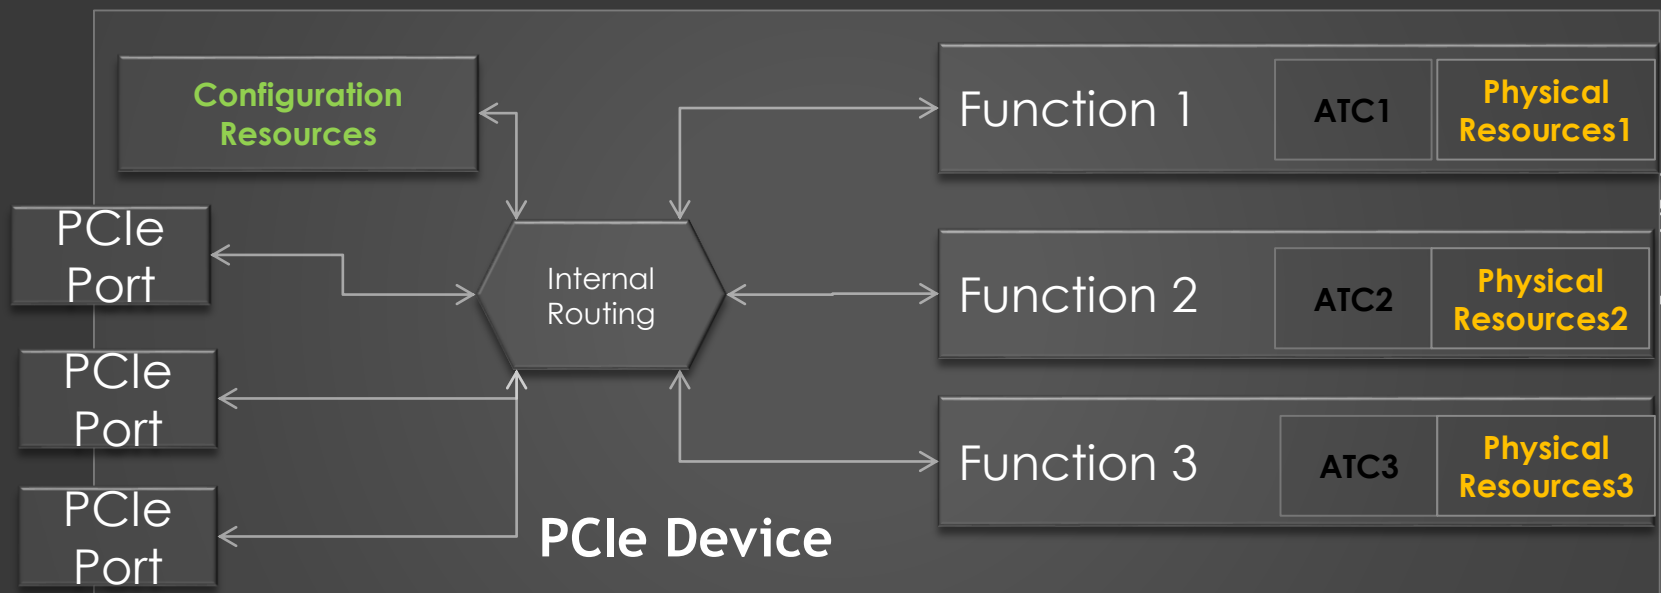 Configuration
Resources
PCIe
Port
PCIe
Port
PCIe
Port
Internal
Routing
PCIe Device
Function 1
ATC1
Physical
Resources1
Function 2
ATC2
Physical
Resources2
Function 3
ATC3
Physical
Resources3